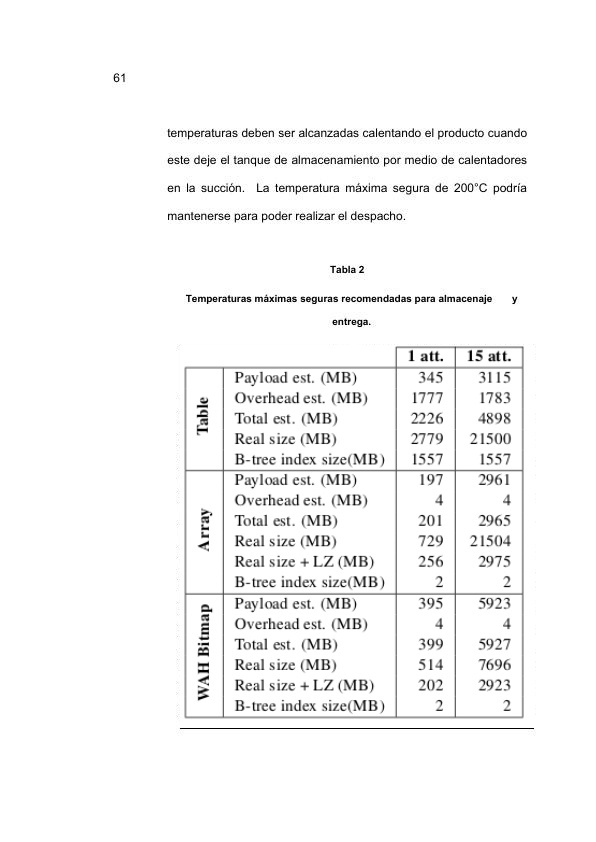 61
temperaturas deben ser alcanzadas calentando el producto cuando
este deje el tanque de almacenamiento por medio de calentadores
en la succión. La temperatura máxima segura de 200°C podría
mantenerse para poder realizar el despacho.
Tabla 2
Temperaturas máximas seguras recomendadas para almacenaje y
entrega.
1 att. 15 att.
Table
Payload est. (MB) 345 3115
Overhead est. (MB) 1777 1783
Total est. (MB) 2226 4898
Real size (MB) 2779 21500
B-tree index size(MB) 1557 1557
Array
Payload est. (MB) 197 2961
Overhead est. (MB) 4 4
Total est. (MB) 201 2965
Real size (MB) 729 21504
Real size + LZ (MB) 256 2975
B-tree index size(MB) 2 2
WAH Bitmap
Payload est. (MB) 395 5923
Overhead est. (MB) 4 4
Total est. (MB) 399 5927
Real size (MB) 514 7696
Real size + LZ (MB) 202 2923
B-tree index size(MB) 2 2